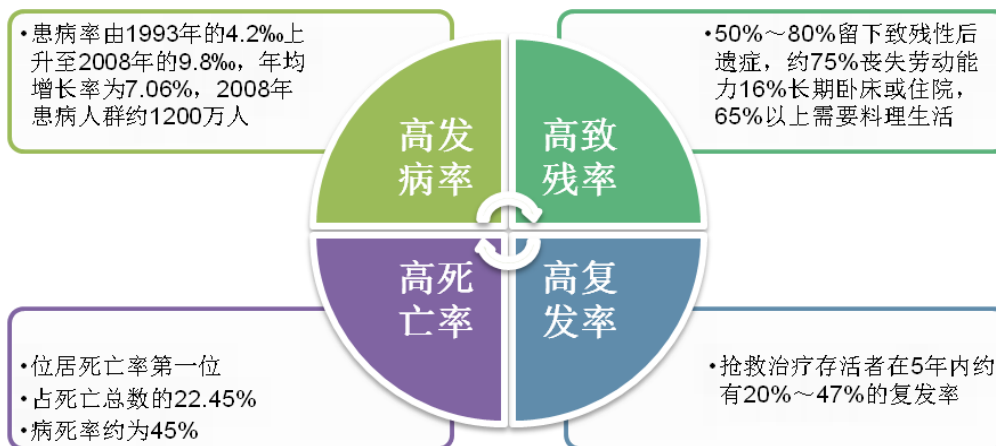 •患病率由1993年的4.2‰上
升至2008年的9.8‰，年均
增长率为7.06%，2008年
患病人群约1200万人
•50%～80%留下致残性后
遗症，约75%丧失劳动能
力16%长期卧床或住院，
65%以上需要料理生活
高发
病率
高致
残率
高死
亡率
高复
发率
•位居死亡率第一位
•占死亡总数的22.45%
•病死率约为45%
•抢救治疗存活者在5年内约
有20%～47%的复发率